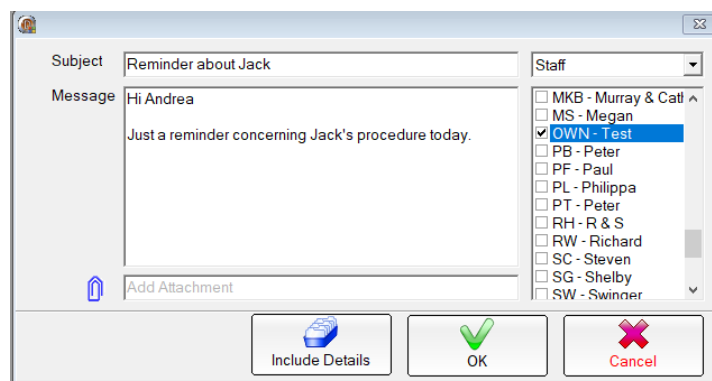 Subject
Reminder about Jack
Staff
Message
Hi Andrea
Just a reminder concerning Jack's procedure today.
MKB - Murray & Cath
MS - Megan
OWN - Test
PB - Peter
PF - Paul
PL - Philippa
PT - Peter
RH - R & S
RW - Richard
SC - Steven
SG - Shelby
SW - Swinger
Add Attachment
Include Details
OK
Cancel